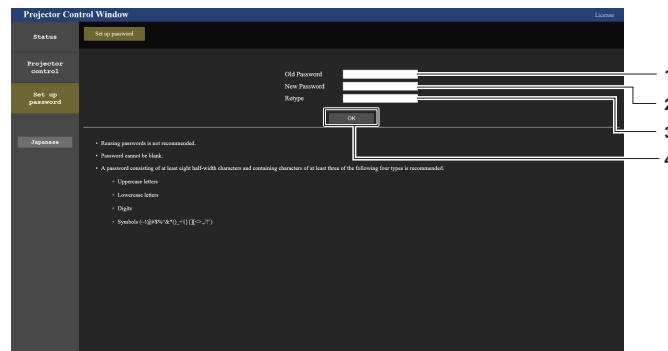 Projector Control Window
License
Status
Set up password
Projector
control
Set up
password
Japanese
Old Password
New Password
Retype
OK
1
2
3
4
• Reusing passwords is not recommended.
• Password cannot be blank.
• A password consisting of at least eight half-width characters and containing characters of at least three of the following four types is recommended.
• Uppercase letters
• Lowercase letters
• Digits